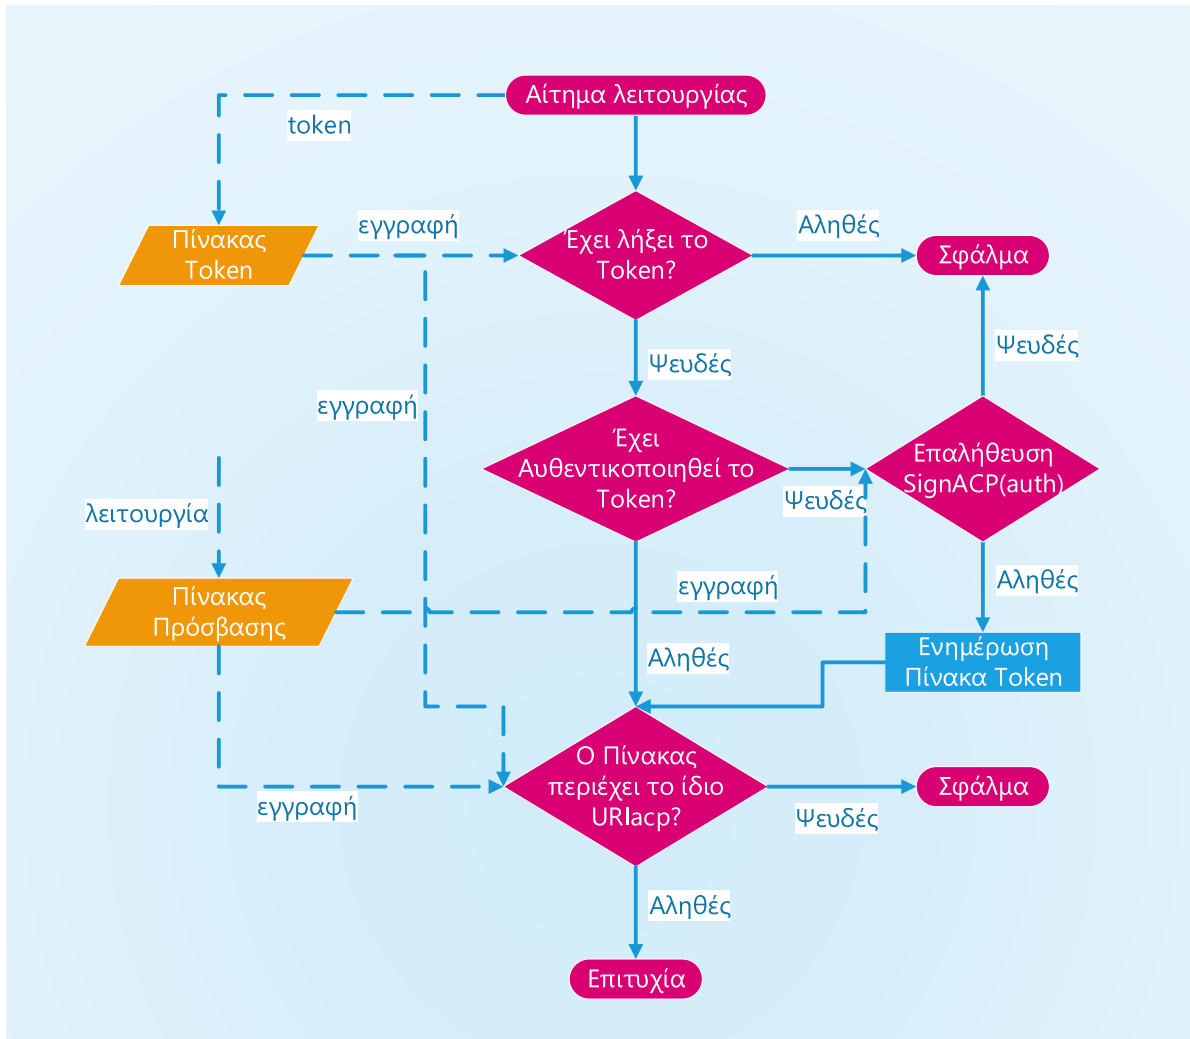 Αίτημα λειτουργίας
token
εγγραφή
Αληθές
Πίνακας
Token
Έχει λήξει το
Token?
Σφάλμα
Ψευδές
Ψευδές
εγγραφή
Έχει
Αυθεντικοποιηθεί το
Token?
Επαλήθευση
SignACP(auth)
Ψευδές
λειτουργία
Αληθές
εγγραφή
Πίνακας
Πρόσβασης
Αληθές
Ενημέρωση
Πίνακα Token
Ο Πίνακας
περιέχει το ίδιο
URIacp?
Σφάλμα
εγγραφή
Ψευδές
Αληθές
Επιτυχία